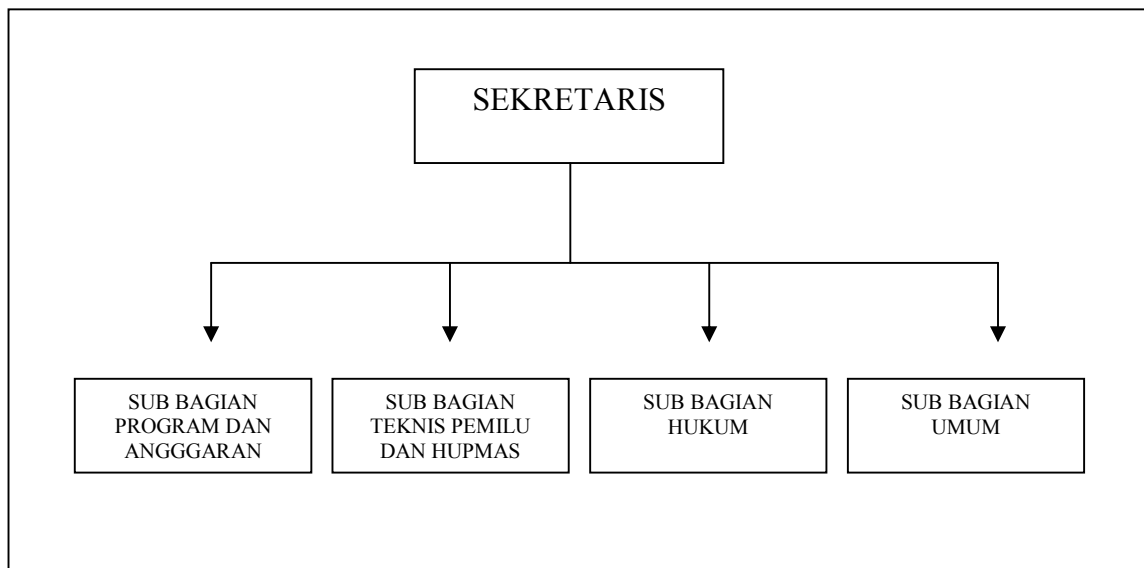 SEKRETARIS
SUB BAGIAN
PROGRAM DAN
ANGGGARAN
SUB BAGIAN
TEKNIS PEMILU
DAN HUPMAS
SUB BAGIAN
HUKUM
SUB BAGIAN
UMUM